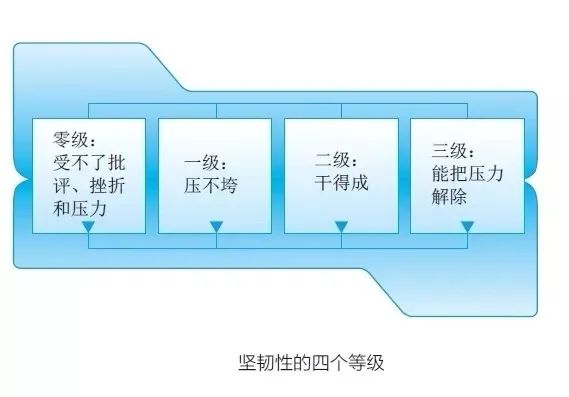 零级：
受不了批
评、挫折
和压力
一级：
压不垮
二级：
干得成
三级：
能把压力
解除
坚韧性的四个等级